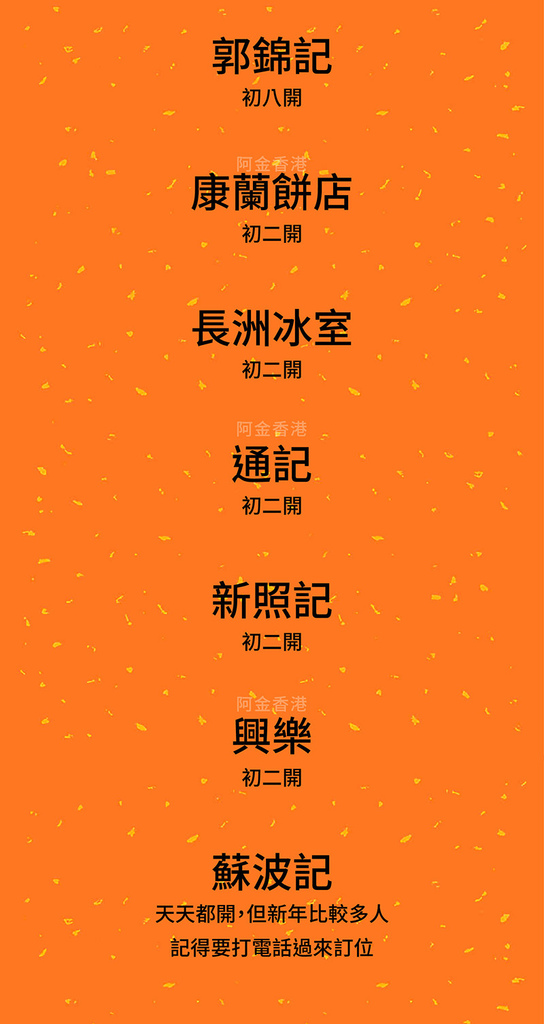 郭錦記
初八開
阿金香港
康蘭餅店
初二開
長洲冰室
初二開
阿金香港
通記
初二開
新照記
初二開
阿金香港
興樂
初二開
蘇波記
天天都開，但新年比較多人
記得要打電話過來訂位